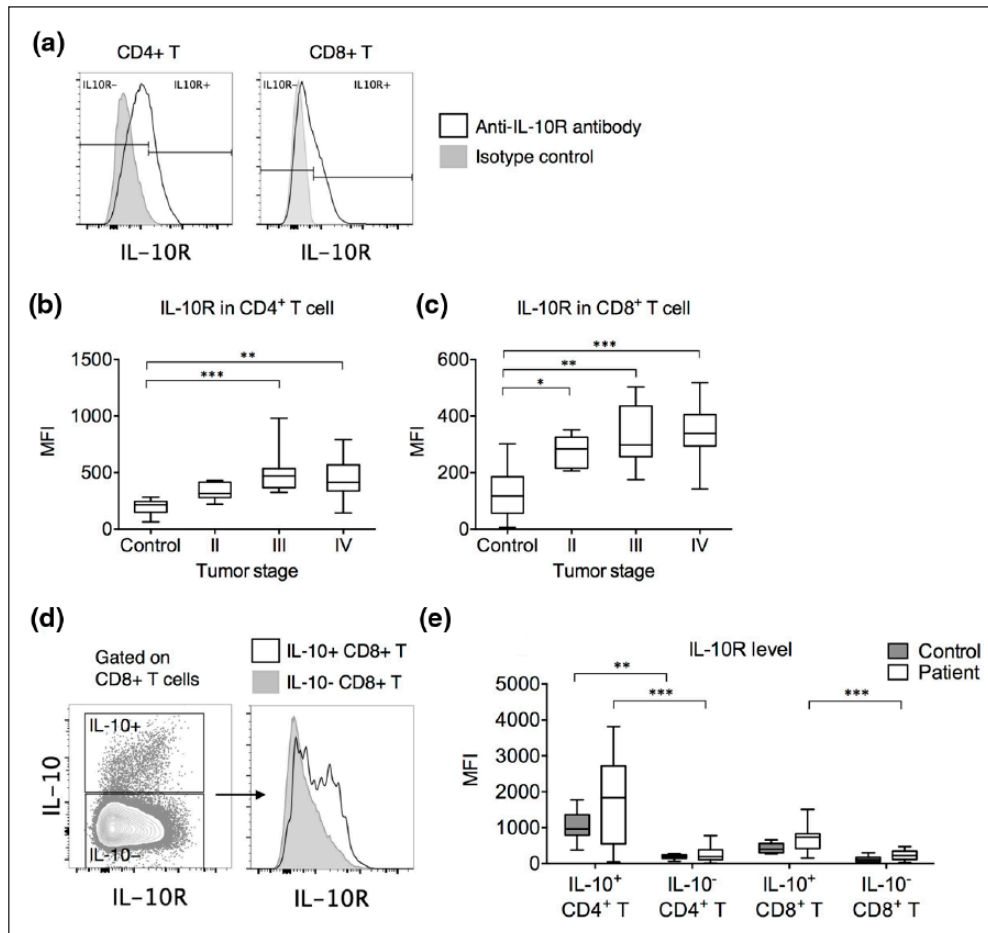 (a)
CD4+ T
CD8+ T
IL10R-
IL10R+
IL10R-
IL10R+
Anti-IL-10R antibody
Isotype control
IL-10R
IL-10R
(b)
IL-10R in CD4+ T cell
1500
1000
500
0
MFI
**
***
Control
II
III
IV
Tumor stage
(c)
IL-10R in CD8+ T cell
600
400
200
0
MFI
***
**
*
Control
II
III
IV
Tumor stage
(d)
Gated on
CD8+ T cells
IL-10+ CD8+ T
IL-10- CD8+ T
IL-10+
IL-10-
IL-10
IL-10R
IL-10R
(e)
IL-10R level
Control
Patient
5000
4000
3000
2000
1000
0
MFI
**
***
***
IL-10+
CD4+ T
IL-10-
CD4+ T
IL-10+
CD8+ T
IL-10-
CD8+ T